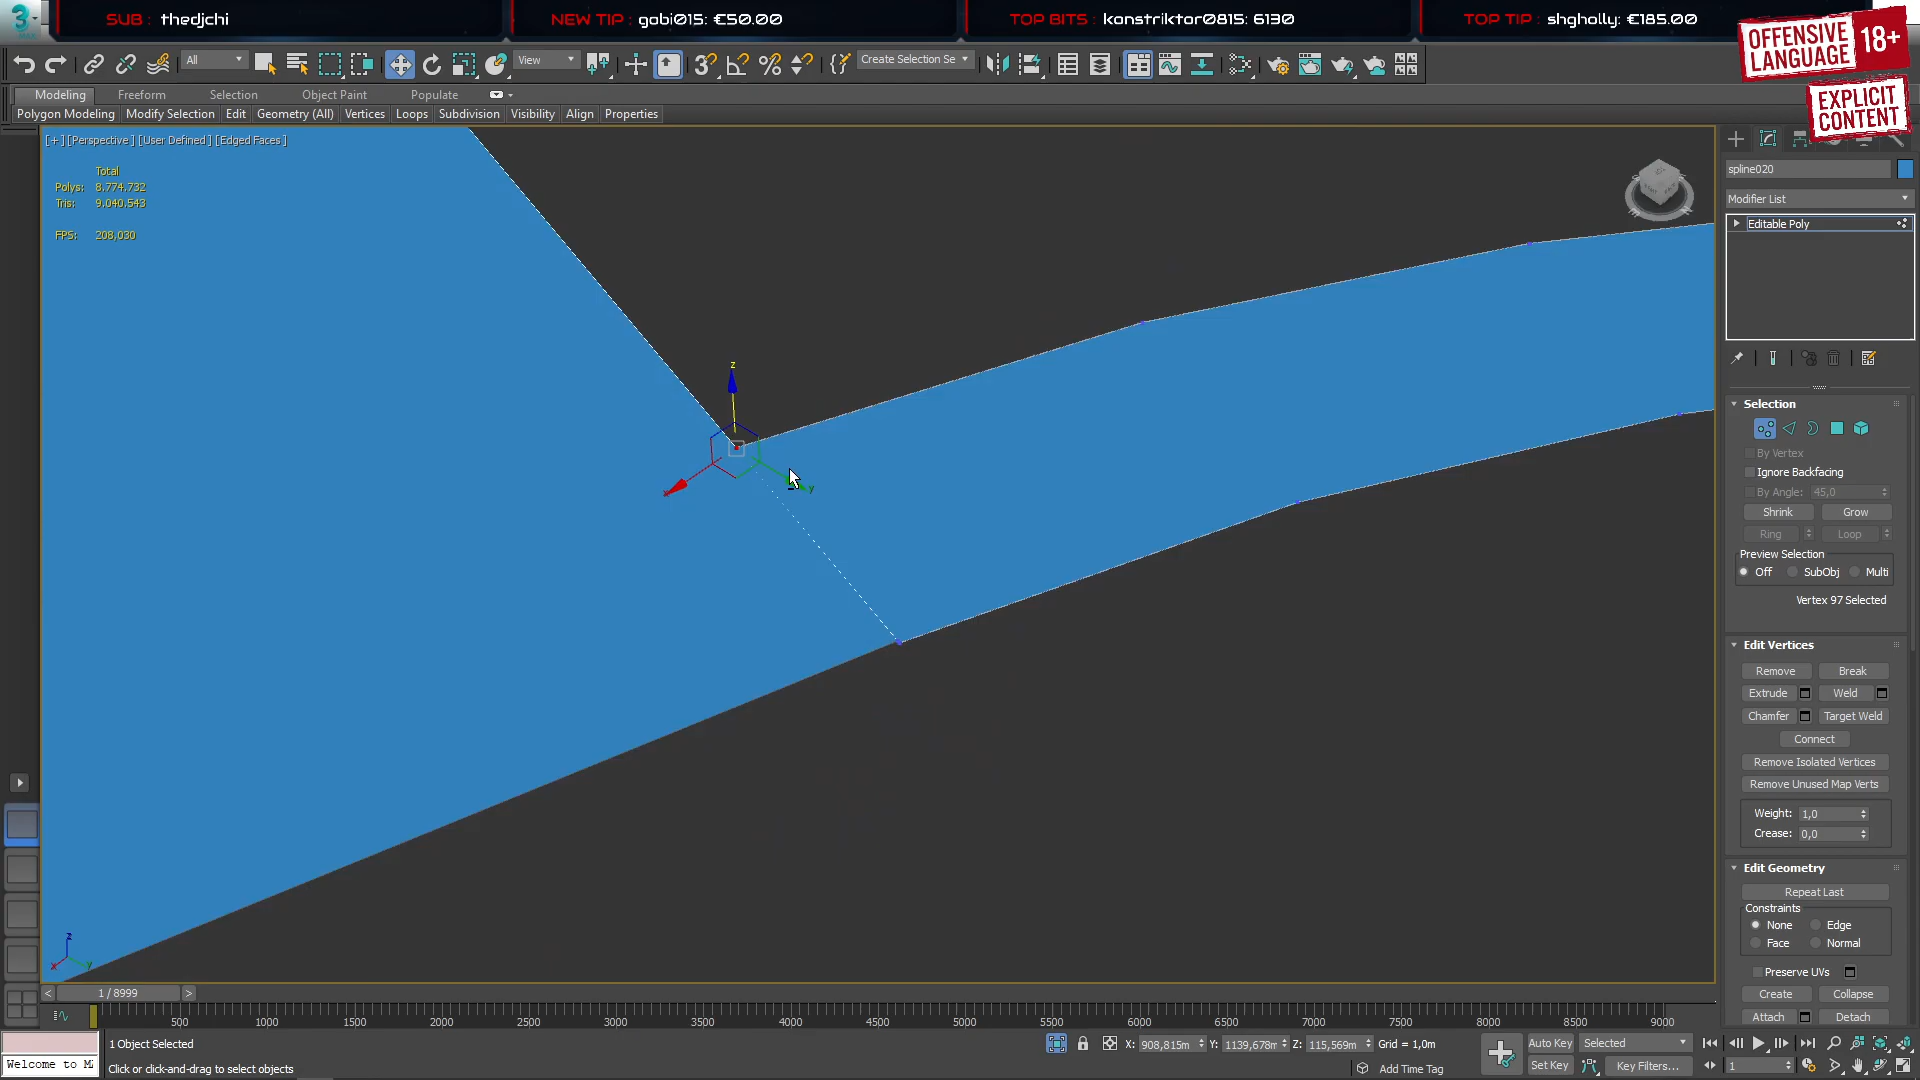 SUB : thedjchi
NEW TIP : gabi015: €50.00
TOP BITS : konstriktor0815: 6130
TOP TIP : shgholly: €185.00
OFFENSIVE LANGUAGE 18+
EXPLICIT CONTENT
All
View
Create Selection Se
Modeling
Freeform
Selection
Object Paint
Populate
Polygon Modeling
Modify Selection
Edit
Geometry (All)
Vertices
Loops
Subdivision
Visibility
Align
Properties
[ + ] [Perspective ] [User Defined ] [Edged Faces ]
Total
Polys: 8.774.732
Tris: 9.040.543
FPS: 208,030
z
x
y
z
x
y
spline020
Modifier List
Editable Poly
Selection
By Vertex
Ignore Backfacing
By Angle: 45,0
Shrink
Grow
Ring
Loop
Preview Selection
Off
SubObj
Multi
Vertex 97 Selected
Edit Vertices
Remove
Break
Extrude
Weld
Chamfer
Target Weld
Connect
Remove Isolated Vertices
Remove Unused Map Verts
Weight: 1,0
Crease: 0,0
Edit Geometry
Repeat Last
Constraints
None
Edge
Face
Normal
Preserve UVs
Create
Collapse
Attach
Detach
< 1 / 8999 >
500 1000 1500 2000 2500 3000 3500 4000 4500 5000 5500 6000 6500 7000 7500 8000 8500 9000
1 Object Selected
X: 908,815m Y: 1139,678m Z: 115,569m Grid = 1,0m
Auto Key
Selected
Welcome to M
Click or click-and-drag to select objects
Add Time Tag
Set Key
Key Filters...
1